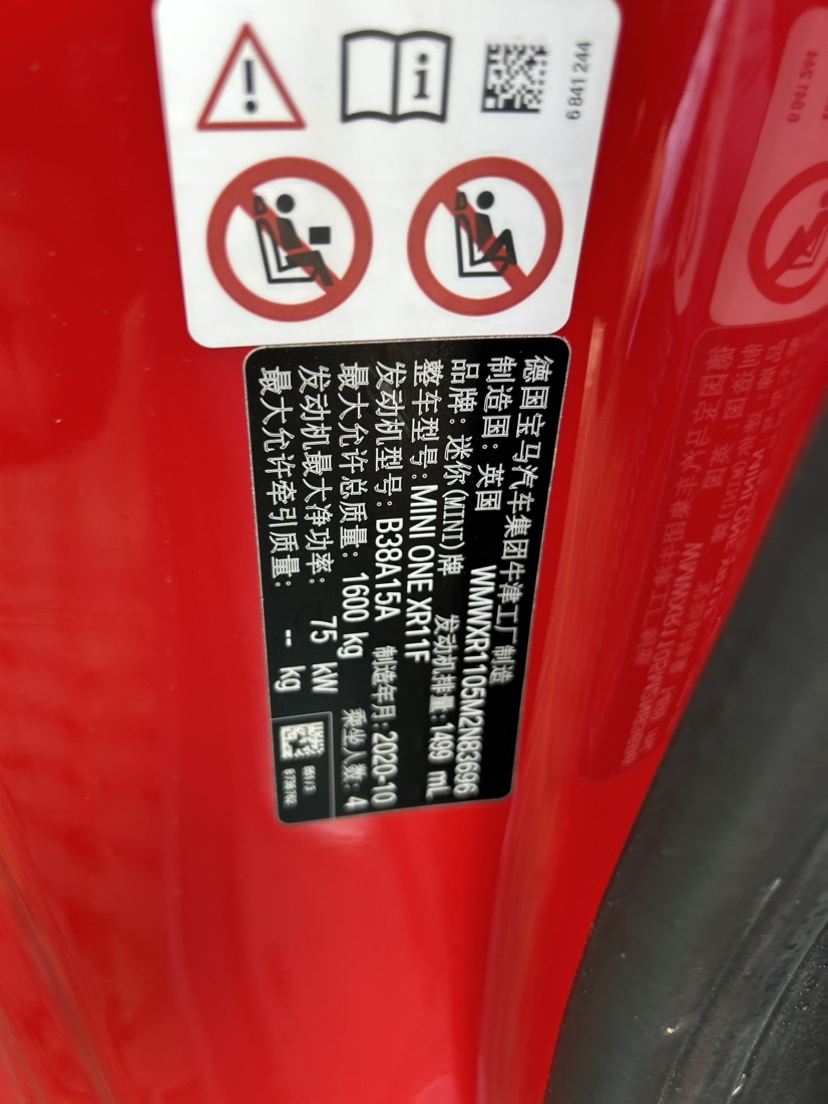 6 841 244
德国宝马汽车集团牛津工厂制造
制造国: 英国 WMWXR1105M2N83696
品牌: 迷你(MINI)牌 发动机排量: 1499 mL
整车型号: MINI ONE XR11F
发动机型号: B38A15A 制造年月: 2020-10
最大允许总质量: 1600 kg 乘坐人数: 4
发动机最大净功率: 75 kW
最大允许牵引质量: -- kg